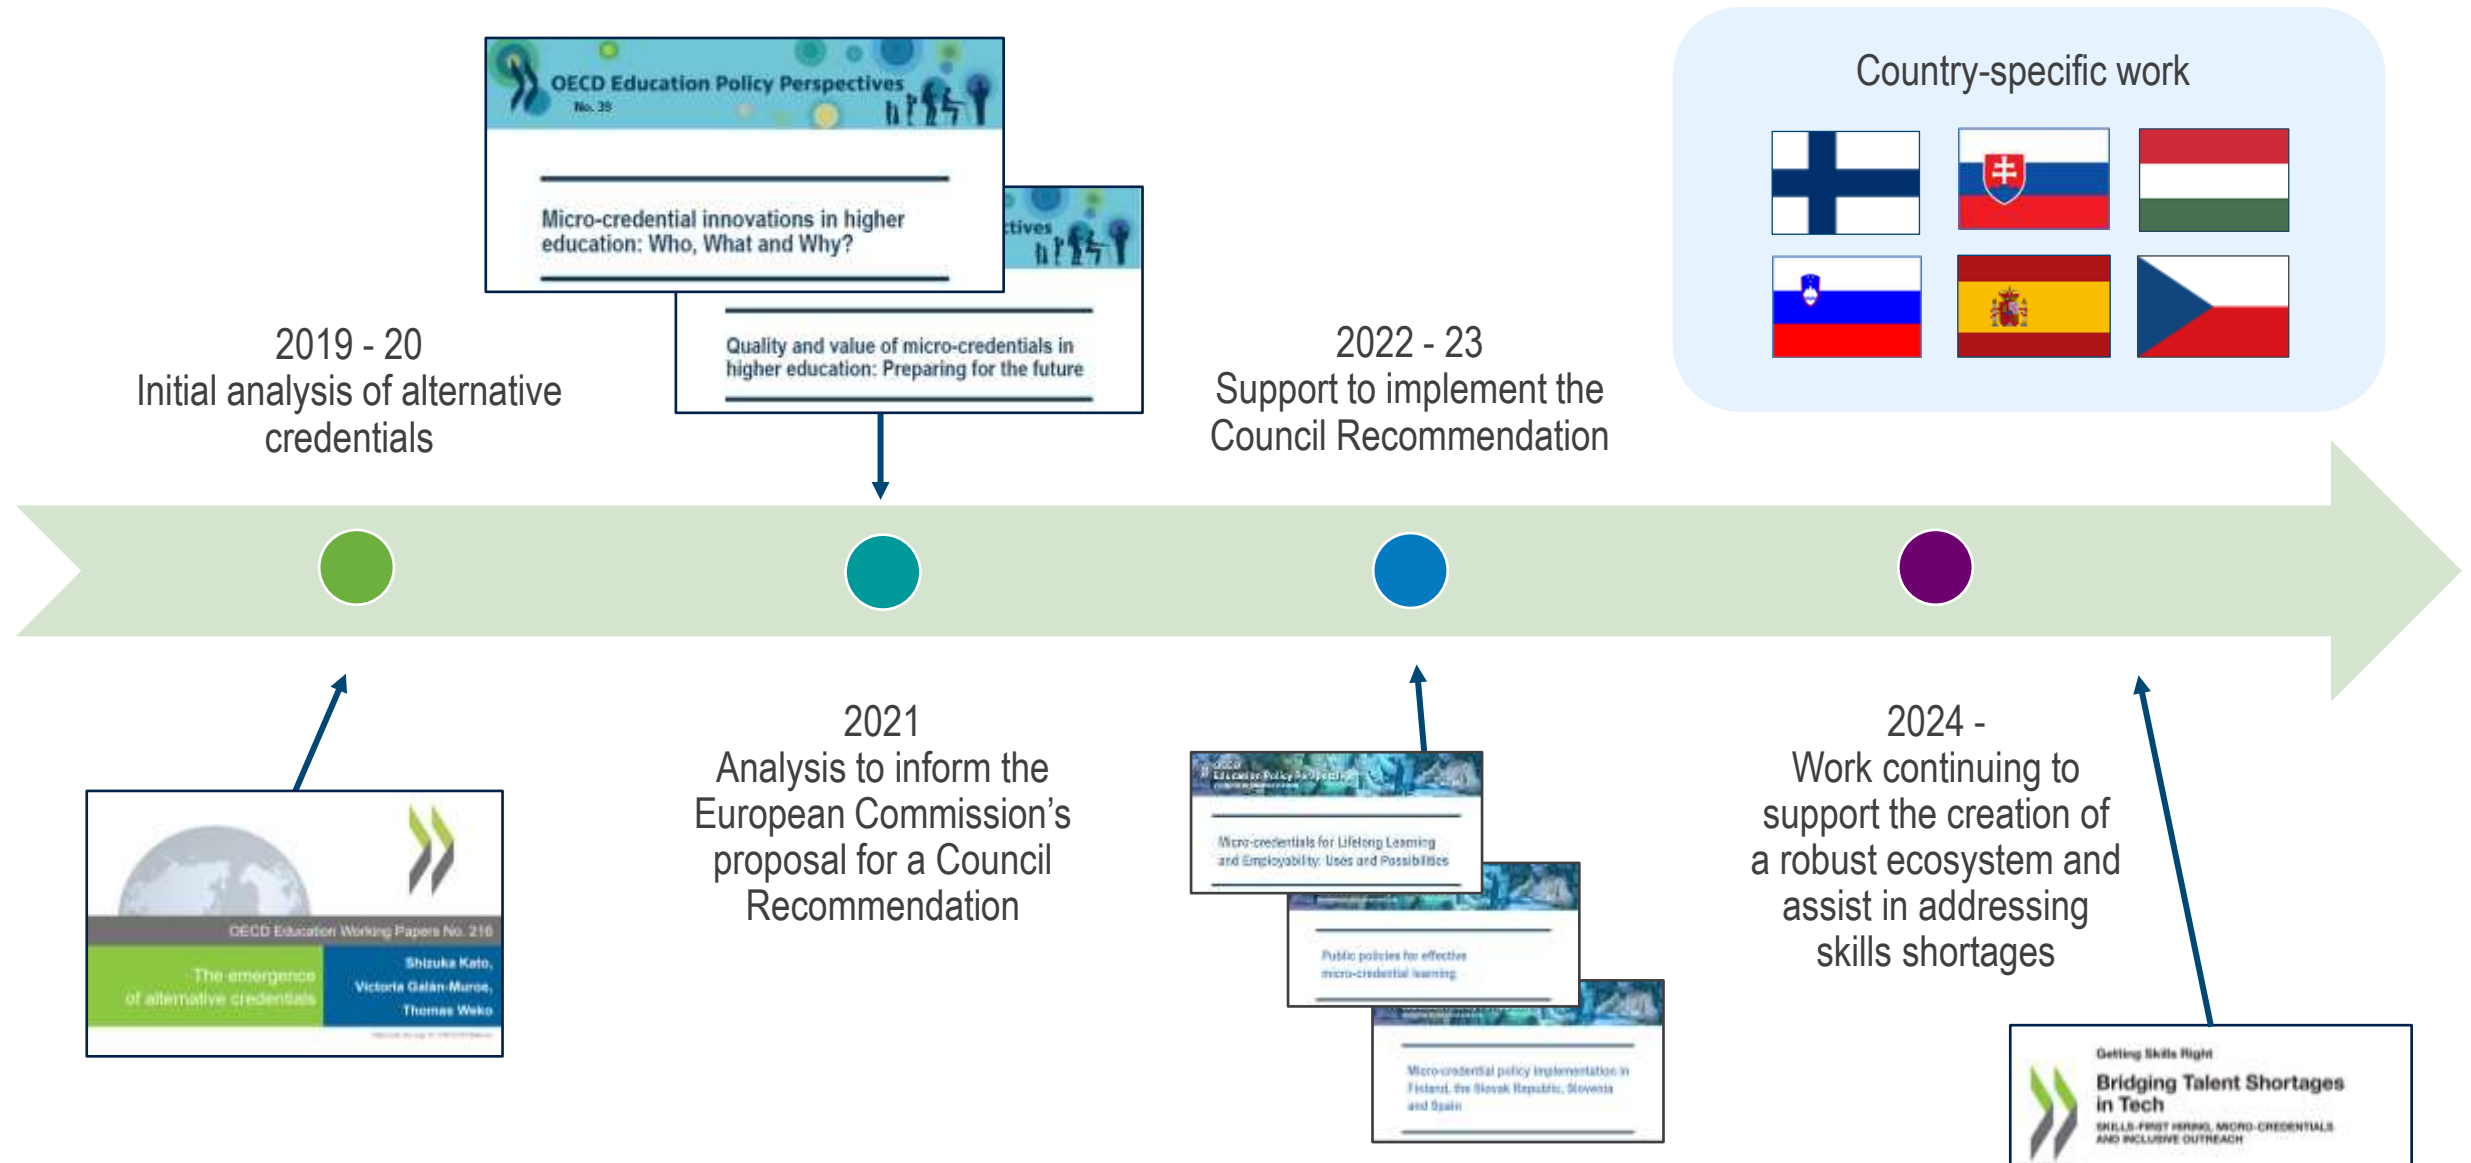 OECD Education Policy Perspectives
No. 39
Micro-credential innovations in higher
education: Who, What and Why?
ctives
Quality and value of micro-credentials in
higher education: Preparing for the future
Country-specific work
2019 - 20
Initial analysis of alternative
credentials
2022 - 23
Support to implement the
Council Recommendation
2021
Analysis to inform the
European Commission’s
proposal for a Council
Recommendation
2024 -
Work continuing to
support the creation of
a robust ecosystem and
assist in addressing
skills shortages
OECD Education Working Papers No. 216
The emergence
of alternative credentials
Shizuka Kato,
Victoria Galán-Muros,
Thomas Weko
OECD
Education Policy Perspectives
Micro-credentials for Lifelong Learning
and Employability: Uses and Possibilities
Public policies for effective
micro-credential learning
Micro-credential policy implementation in
Finland, the Slovak Republic, Slovenia
and Spain
Getting Skills Right
Bridging Talent Shortages
in Tech
SKILLS-FIRST HIRING, MICRO-CREDENTIALS
AND INCLUSIVE OUTREACH